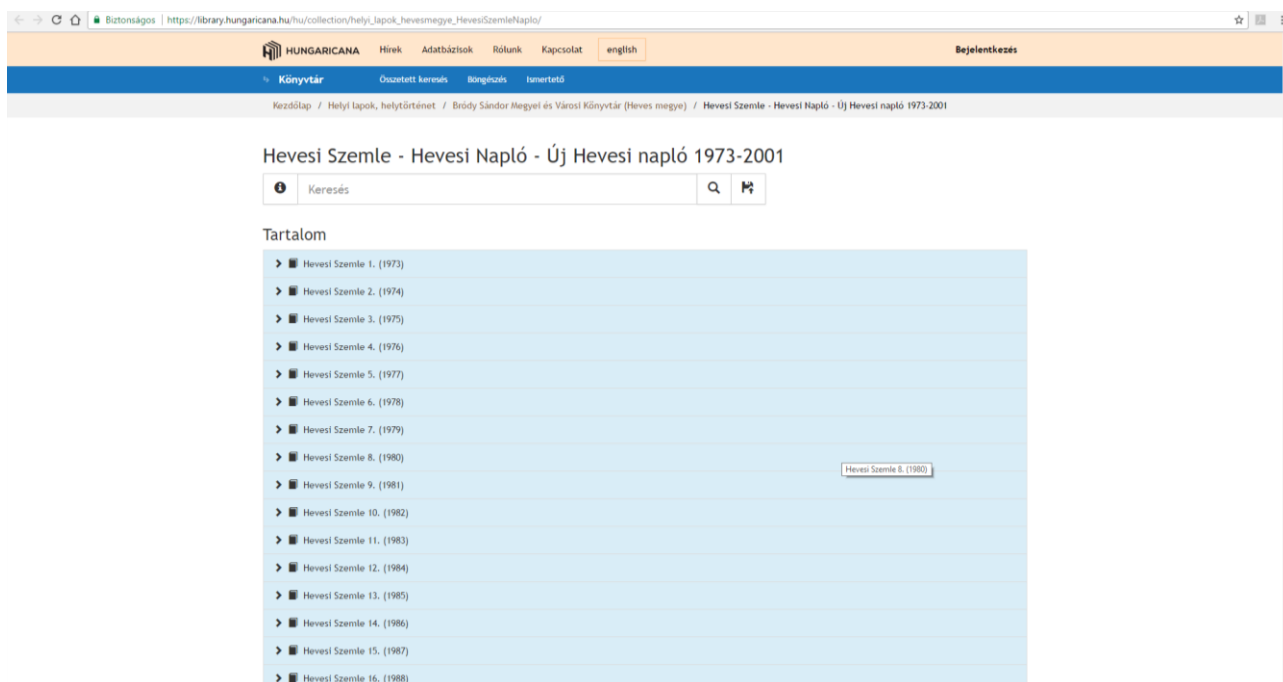 Biztonságos | https://library.hungaricana.hu/hu/collection/helyi_lapok_hevesmegye_HevesiSzemleNaplo/
HUNGARICANA Hírek Adatbázisok Rólunk Kapcsolat english Bejelentkezés
Könyvtár Összetett keresés Böngészés Ismertető
Kezdőlap / Helyi lapok, helytörténet / Bródy Sándor Megyei és Városi Könyvtár (Heves megye) / Hevesi Szemle - Hevesi Napló - Új Hevesi napló 1973-2001
Hevesi Szemle - Hevesi Napló - Új Hevesi napló 1973-2001
Keresés
Tartalom
Hevesi Szemle 1. (1973)
Hevesi Szemle 2. (1974)
Hevesi Szemle 3. (1975)
Hevesi Szemle 4. (1976)
Hevesi Szemle 5. (1977)
Hevesi Szemle 6. (1978)
Hevesi Szemle 7. (1979)
Hevesi Szemle 8. (1980)
Hevesi Szemle 8. (1980)
Hevesi Szemle 9. (1981)
Hevesi Szemle 10. (1982)
Hevesi Szemle 11. (1983)
Hevesi Szemle 12. (1984)
Hevesi Szemle 13. (1985)
Hevesi Szemle 14. (1986)
Hevesi Szemle 15. (1987)
Hevesi Szemle 16. (1988)